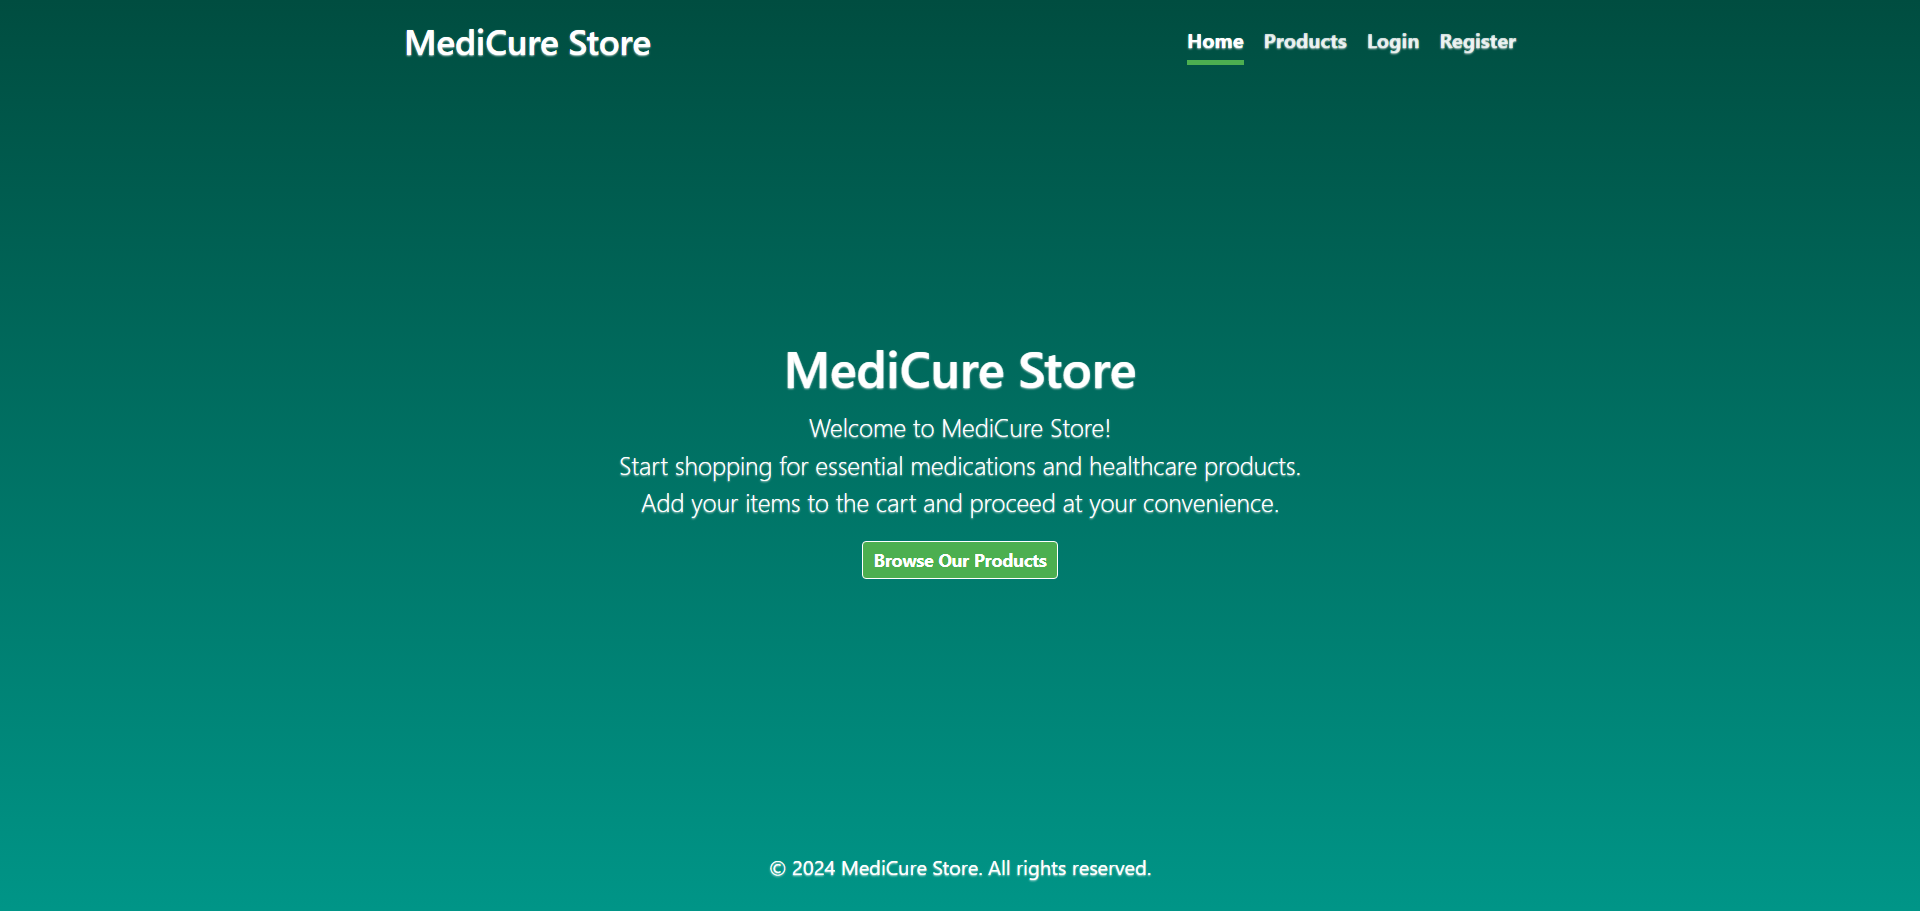 MediCure Store
Home Products Login Register
MediCure Store
Welcome to MediCure Store!
Start shopping for essential medications and healthcare products.
Add your items to the cart and proceed at your convenience.
Browse Our Products
© 2024 MediCure Store. All rights reserved.